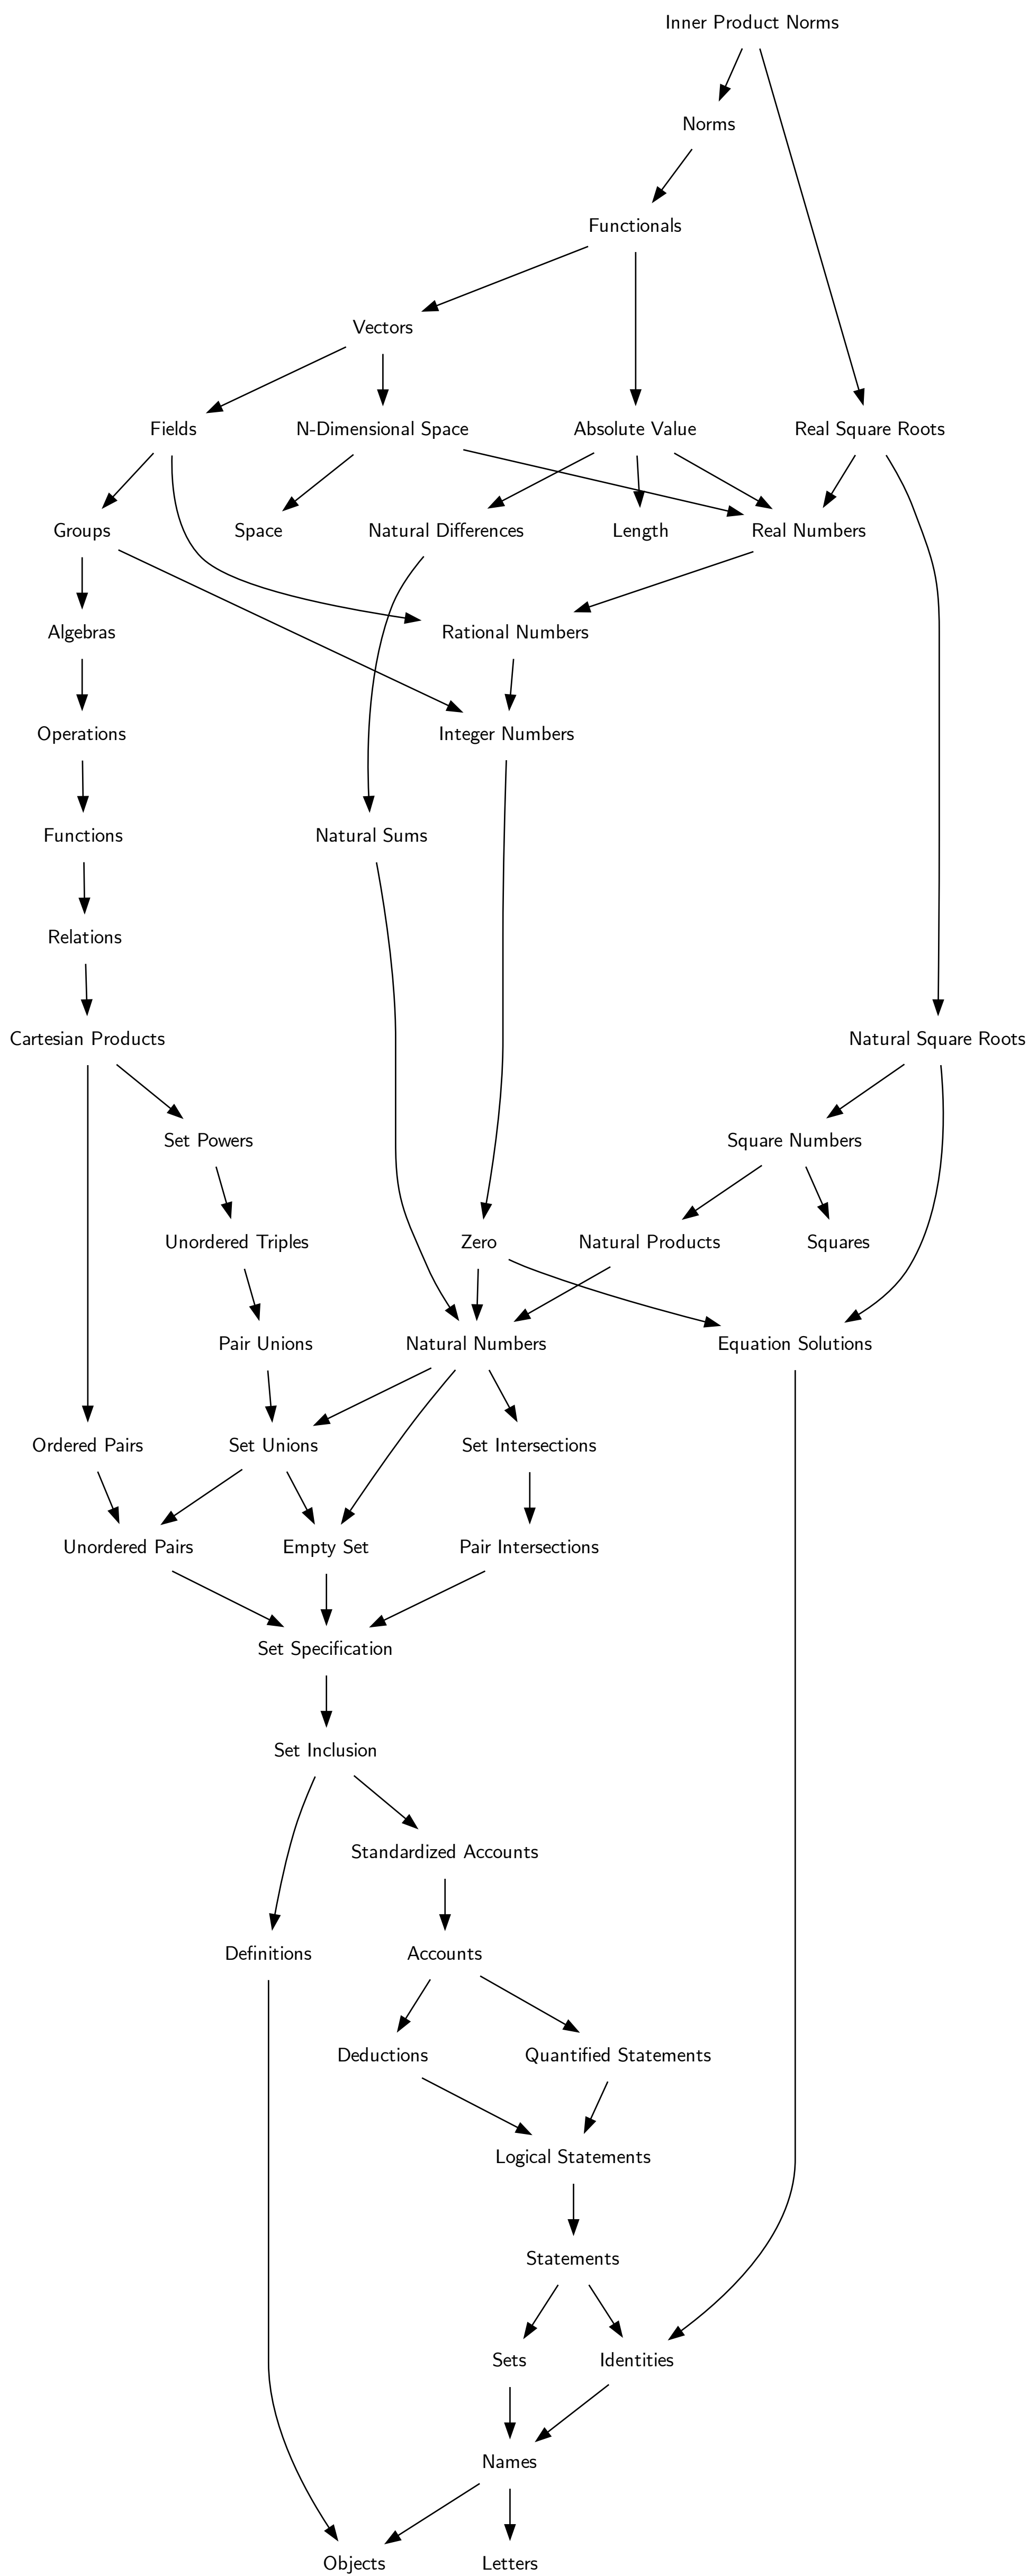 Inner Product Norms
Norms
Functionals
Vectors
Fields
N-Dimensional Space
Absolute Value
Real Square Roots
Groups
Space
Natural Differences
Length
Real Numbers
Algebras
Rational Numbers
Operations
Integer Numbers
Functions
Natural Sums
Relations
Cartesian Products
Natural Square Roots
Set Powers
Square Numbers
Unordered Triples
Zero
Natural Products
Squares
Pair Unions
Natural Numbers
Equation Solutions
Ordered Pairs
Set Unions
Set Intersections
Unordered Pairs
Empty Set
Pair Intersections
Set Specification
Set Inclusion
Standardized Accounts
Definitions
Accounts
Deductions
Quantified Statements
Logical Statements
Statements
Sets
Identities
Names
Objects
Letters